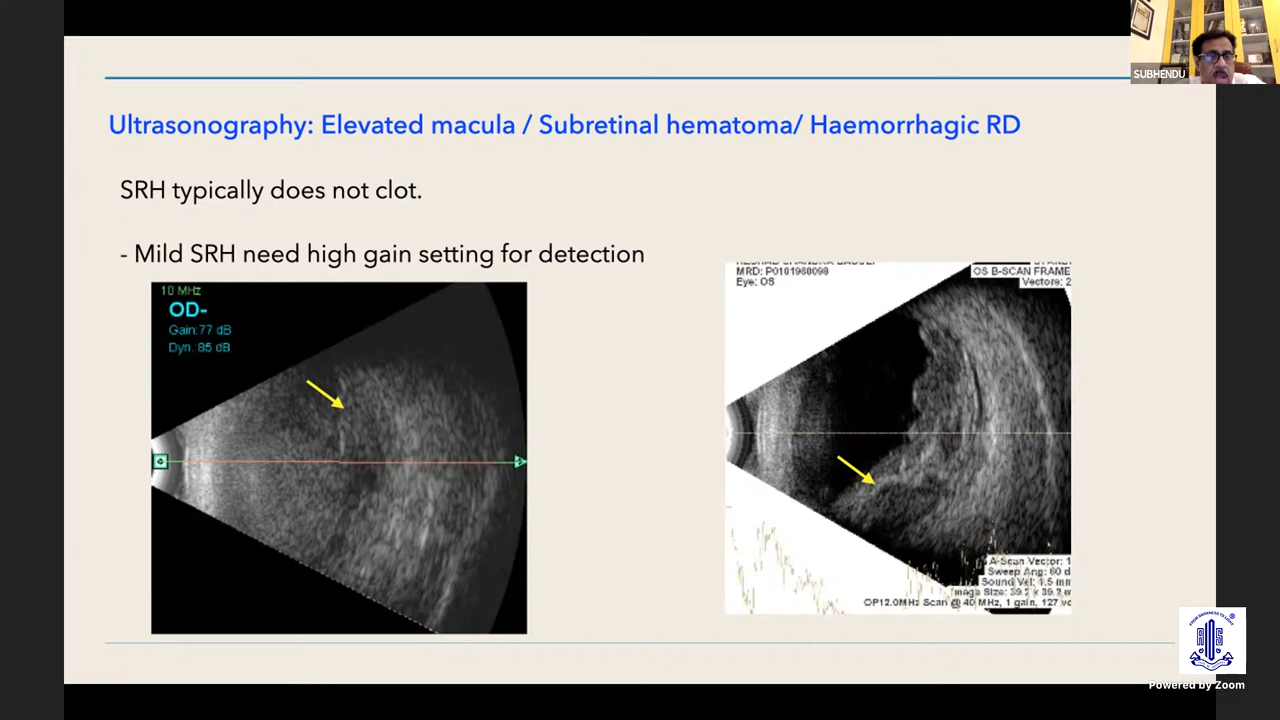 SUBHENDU
Ultrasonography: Elevated macula / Subretinal hematoma/ Haemorrhagic RD
SRH typically does not clot.
- Mild SRH need high gain setting for detection
10 MHz
OD-
Gain:77 dB
Dyn.:85 dB
MRD: P0101960098
Eye: OS
OS B-SCAN FRAME
Vectors: 2
A-Scan Vector: 1
Sweep Ang: 60 d
Sound Vel: 1.5 mm
Image Size: 39.2 x 39.2 m
OP12.0MHz Scan @ 40 MHz, 1 gain, 127 vc
Powered by Zoom